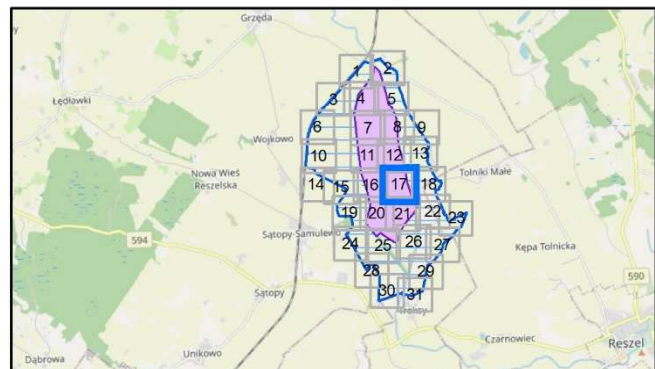 Grzęda
1 2
Łędławki
3 4 5
Wojkowo
6 7 8 9
10 11 12 13
Tolniki Małe
Nowa Wieś
Reszelska
14 15 16 17 18
19 20 21 22 23
594
Sątopy-Samulewo
24 25 26 27
Kępa Tolnicka
590
28 29
Sątopy
30 31
Troisty
Czarnowiec
Reszel
Unikowo
Dąbrowa